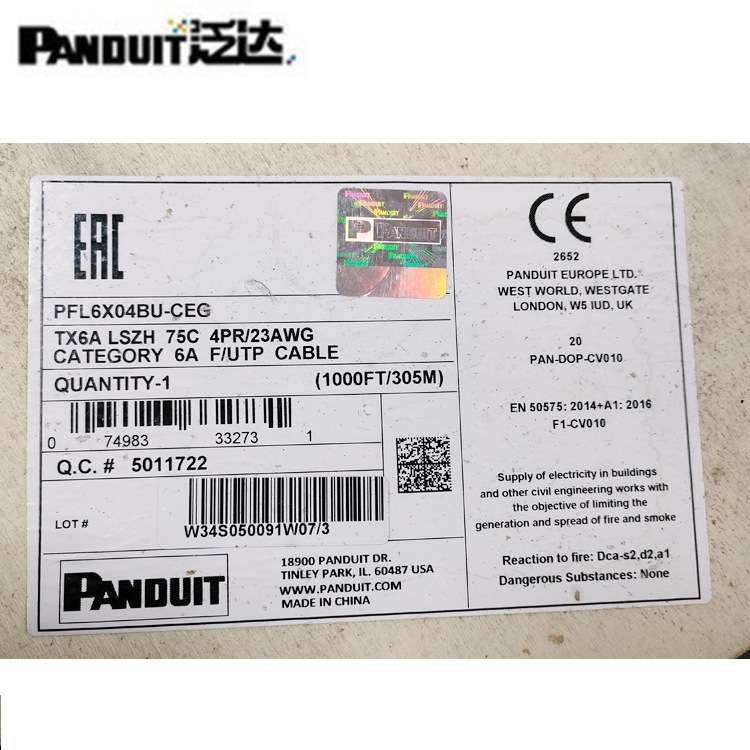 PANDUIT泛达
EAC
PFL6X04BU-CEG
TX6A LSZH 75C 4PR/23AWG
CATEGORY 6A F/UTP CABLE
QUANTITY-1 (1000FT/305M)
0 74983 33273 1
Q.C. # 5011722
LOT #
W34S050091W07/3
PANDUIT
18900 PANDUIT DR.
TINLEY PARK, IL. 60487 USA
WWW.PANDUIT.COM
MADE IN CHINA
P PANDUIT
CE
2652
PANDUIT EUROPE LTD.
WEST WORLD, WESTGATE
LONDON, W5 IUD, UK
20
PAN-DOP-CV010
EN 50575: 2014+A1: 2016
F1-CV010
Supply of electricity in buildings
and other civil engineering works with
the objective of limiting the
generation and spread of fire and smoke
Reaction to fire: Dca-s2,d2,a1
Dangerous Substances: None